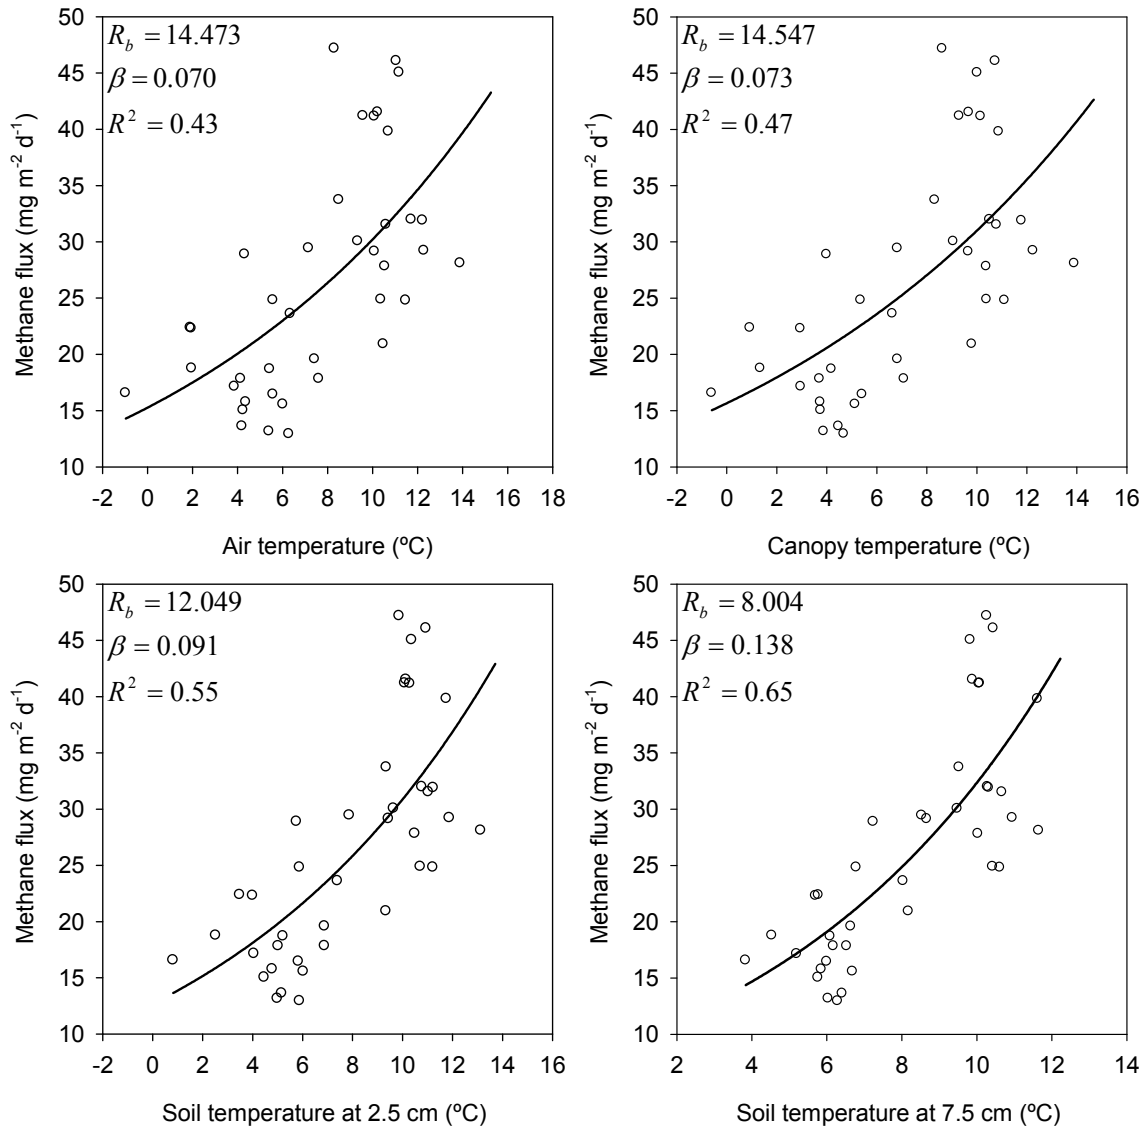 R_b = 14.473
β = 0.070
R² = 0.43
50
45
40
35
30
25
20
15
10
Methane flux (mg m⁻² d⁻¹)
-2 0 2 4 6 8 10 12 14 16 18
Air temperature (ºC)
R_b = 14.547
β = 0.073
R² = 0.47
50
45
40
35
30
25
20
15
10
Methane flux (mg m⁻² d⁻¹)
-2 0 2 4 6 8 10 12 14 16
Canopy temperature (ºC)
R_b = 12.049
β = 0.091
R² = 0.55
50
45
40
35
30
25
20
15
10
Methane flux (mg m⁻² d⁻¹)
-2 0 2 4 6 8 10 12 14 16
Soil temperature at 2.5 cm (ºC)
R_b = 8.004
β = 0.138
R² = 0.65
50
45
40
35
30
25
20
15
10
Methane flux (mg m⁻² d⁻¹)
2 4 6 8 10 12 14
Soil temperature at 7.5 cm (ºC)